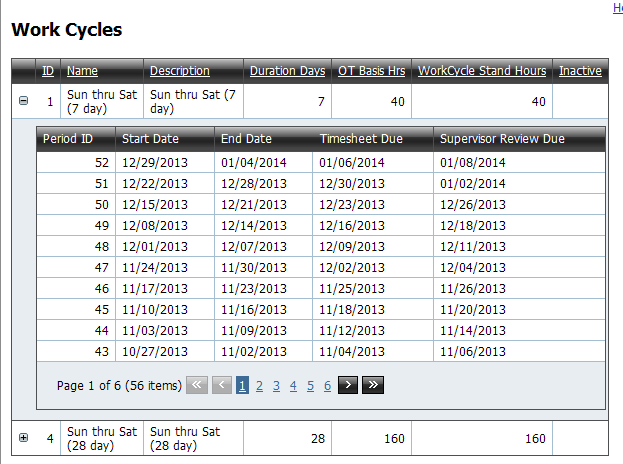 He
Work Cycles
ID Name Description Duration Days OT Basis Hrs WorkCycle Stand Hours Inactive
1 Sun thru Sat (7 day) Sun thru Sat (7 day) 7 40 40
Period ID Start Date End Date Timesheet Due Supervisor Review Due
52 12/29/2013 01/04/2014 01/06/2014 01/08/2014
51 12/22/2013 12/28/2013 12/30/2013 01/02/2014
50 12/15/2013 12/21/2013 12/23/2013 12/26/2013
49 12/08/2013 12/14/2013 12/16/2013 12/18/2013
48 12/01/2013 12/07/2013 12/09/2013 12/11/2013
47 11/24/2013 11/30/2013 12/02/2013 12/04/2013
46 11/17/2013 11/23/2013 11/25/2013 11/26/2013
45 11/10/2013 11/16/2013 11/18/2013 11/20/2013
44 11/03/2013 11/09/2013 11/12/2013 11/14/2013
43 10/27/2013 11/02/2013 11/04/2013 11/06/2013
Page 1 of 6 (56 items) « < 1 2 3 4 5 6 > »
4 Sun thru Sat (28 day) Sun thru Sat (28 day) 28 160 160